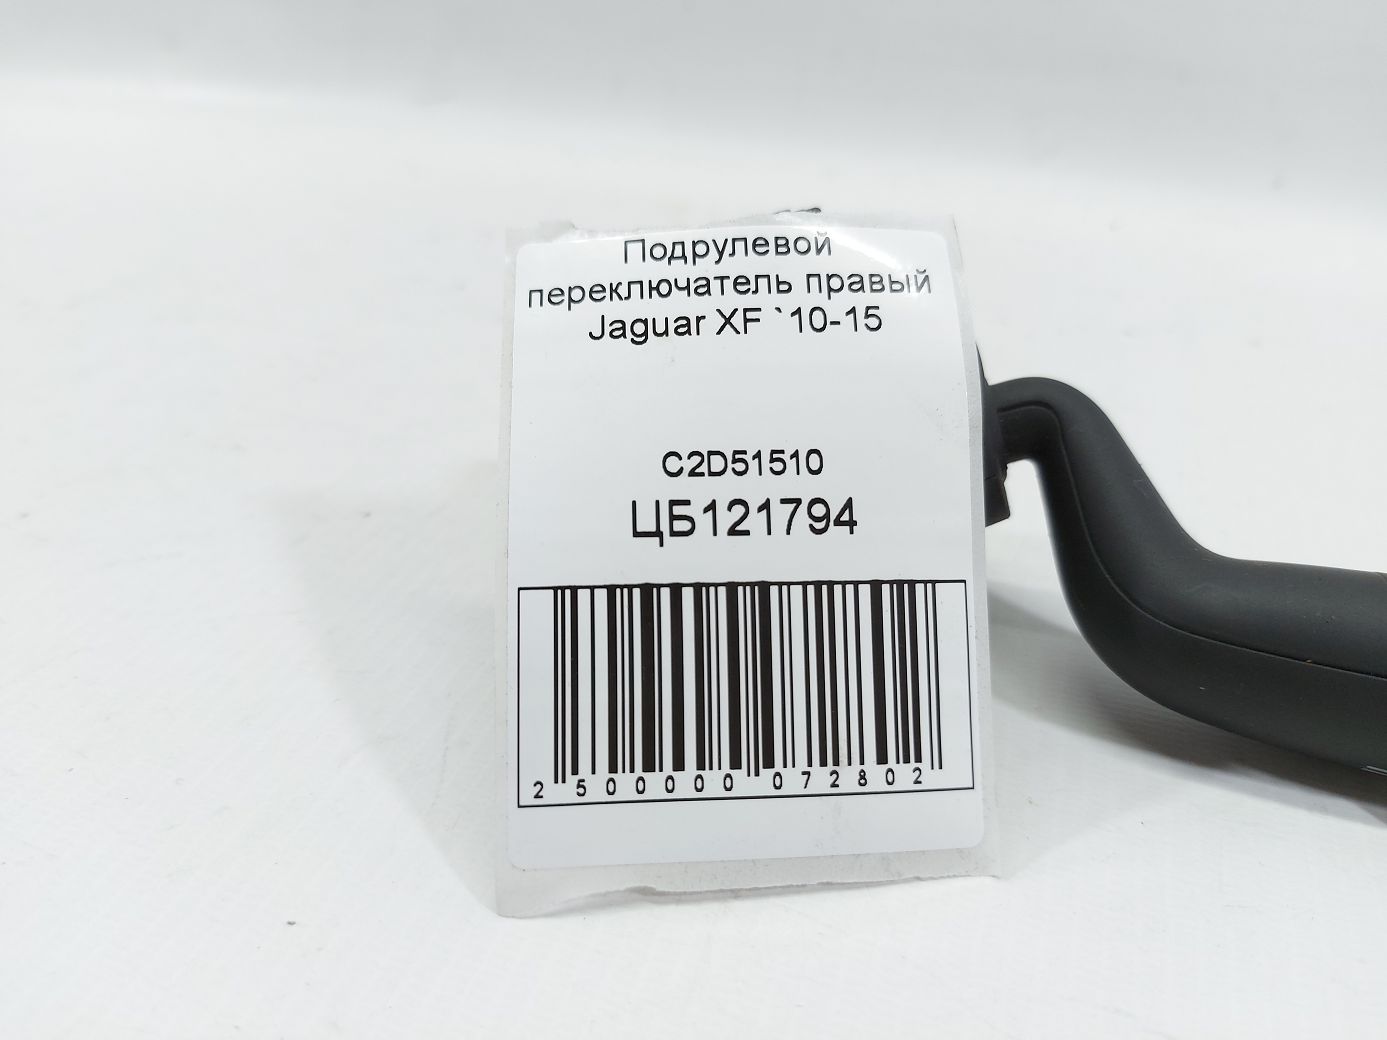 Подрулевой
переключатель правый
Jaguar XF `10-15
C2D51510
ЦБ121794
2 500000 072802